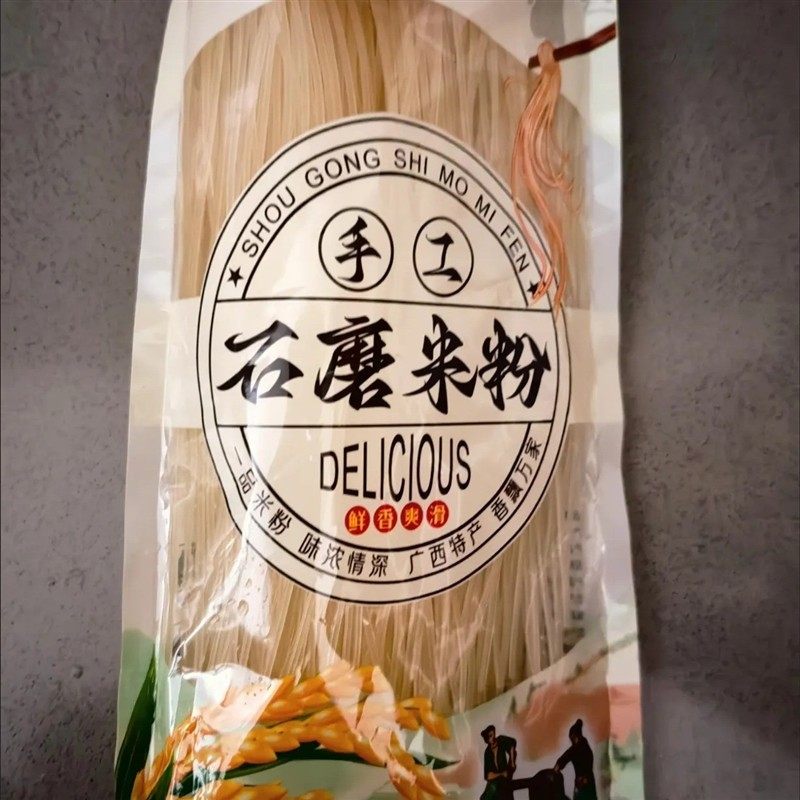 SHOU GONG SHI MO MI FEN
手工
石磨米粉
DELICIOUS
鲜香爽滑
一品米粉 味浓情深 广西特产 香飘万家